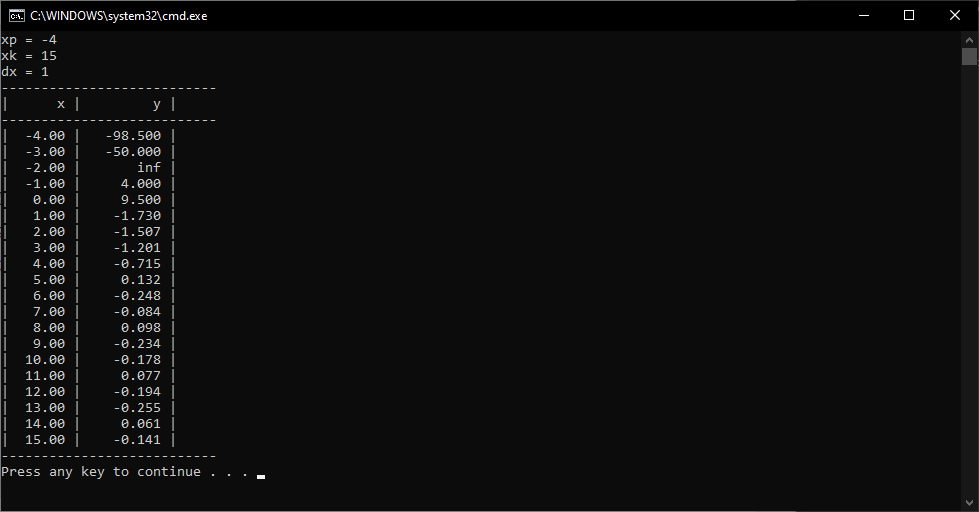 C:\WINDOWS\system32\cmd.exe
xp = -4
xk = 15
dx = 1
---------------------------
|      x |         y |
---------------------------
|  -4.00 |   -98.500 |
|  -3.00 |   -50.000 |
|  -2.00 |       inf |
|  -1.00 |     4.000 |
|   0.00 |     9.500 |
|   1.00 |    -1.730 |
|   2.00 |    -1.507 |
|   3.00 |    -1.201 |
|   4.00 |    -0.715 |
|   5.00 |     0.132 |
|   6.00 |    -0.248 |
|   7.00 |    -0.084 |
|   8.00 |     0.098 |
|   9.00 |    -0.234 |
|  10.00 |    -0.178 |
|  11.00 |     0.077 |
|  12.00 |    -0.194 |
|  13.00 |    -0.255 |
|  14.00 |     0.061 |
|  15.00 |    -0.141 |
---------------------------
Press any key to continue . . .